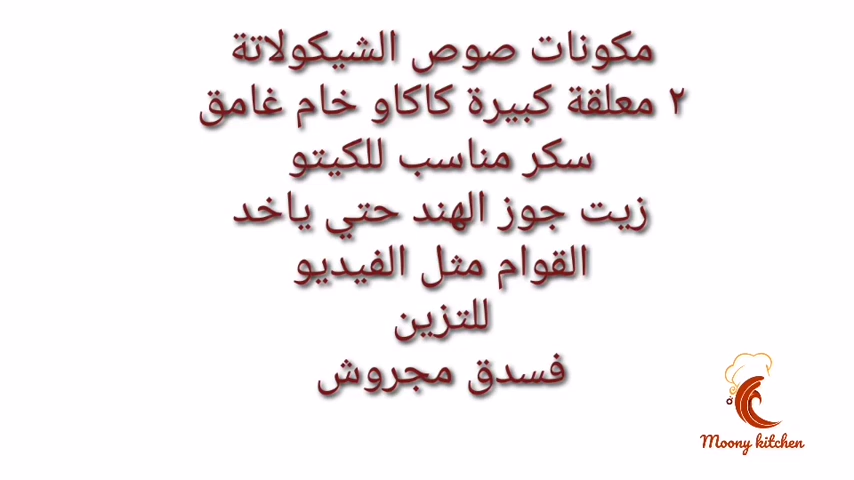 مكونات صوص الشيكولاتة
٢ معلقة كبيرة كاكاو خام غامق
سكر مناسب للكيتو
زيت جوز الهند حتي ياخد
القوام مثل الفيديو
للتزين
فسدق مجروش
Moony kitchen